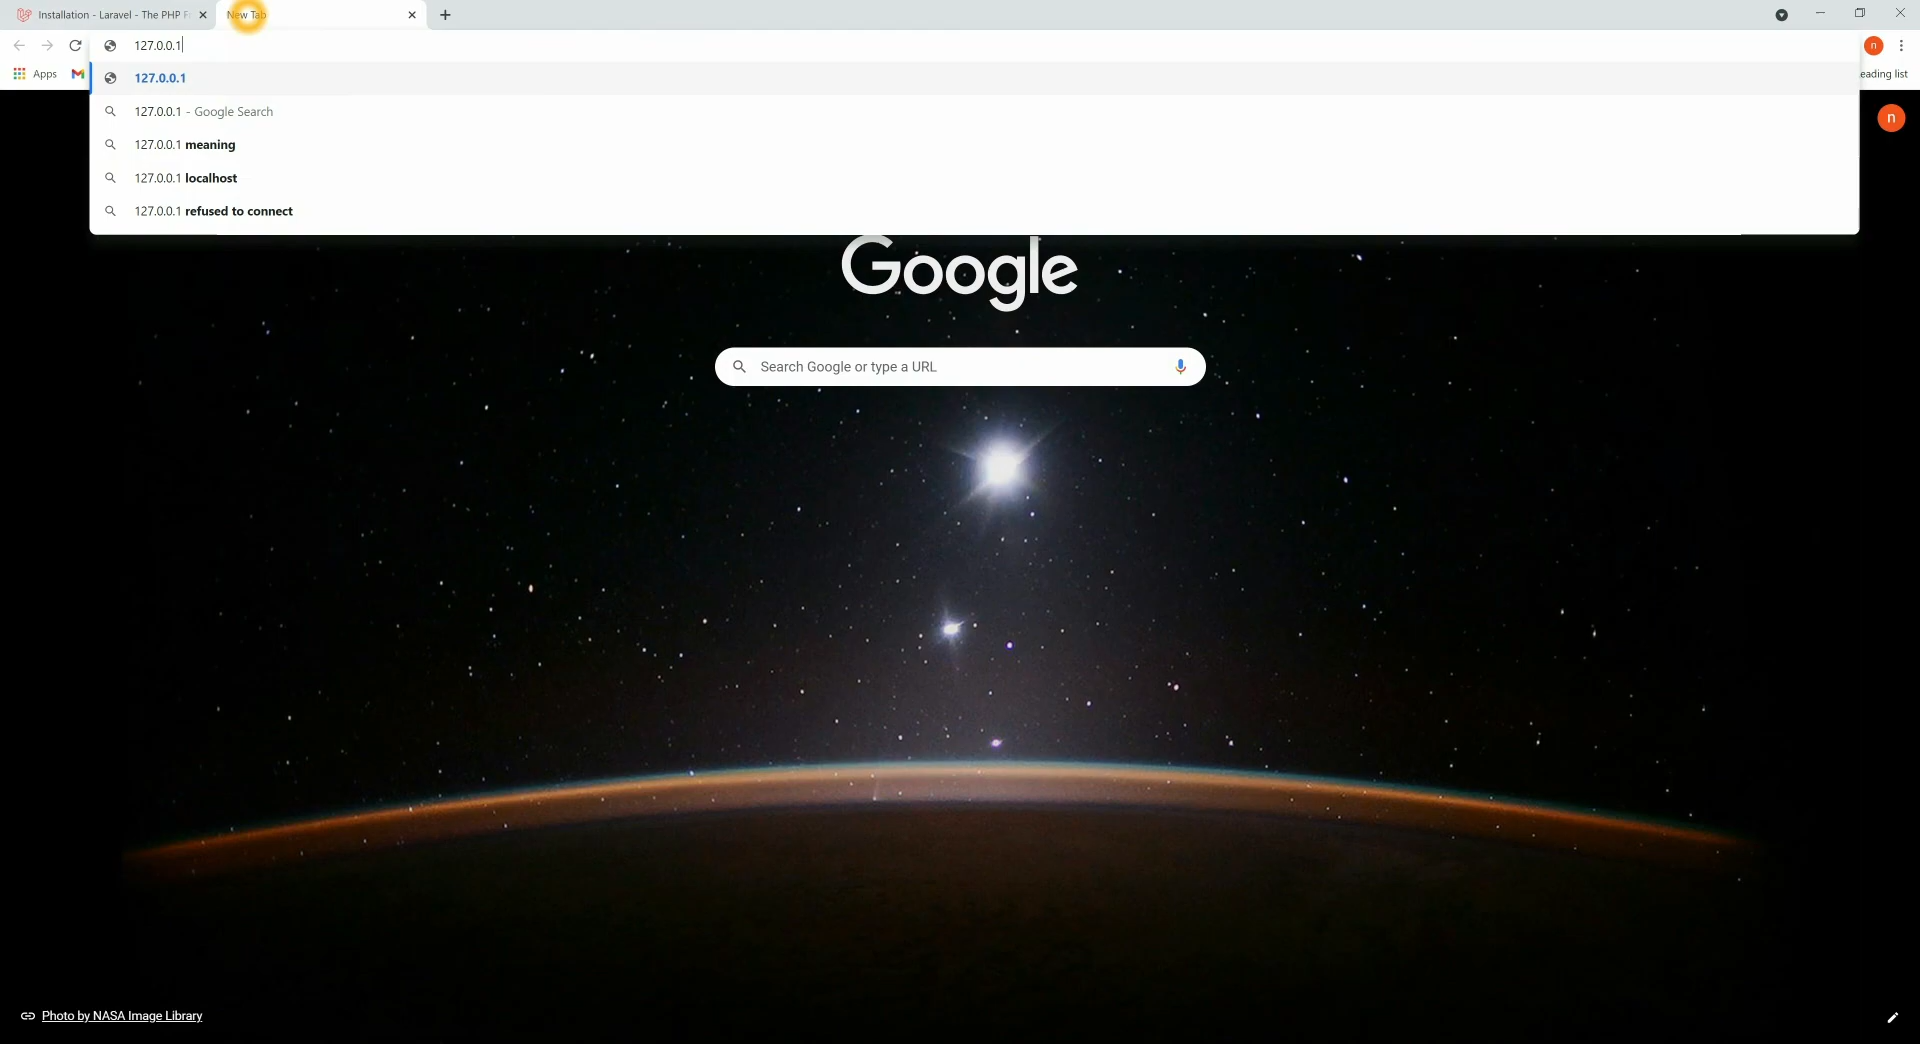 Installation - Laravel - The PHP F
New Tab
127.0.0.1
Apps
eading list
127.0.0.1
127.0.0.1 - Google Search
127.0.0.1 meaning
127.0.0.1 localhost
127.0.0.1 refused to connect
n
n
Google
Search Google or type a URL
Photo by NASA Image Library